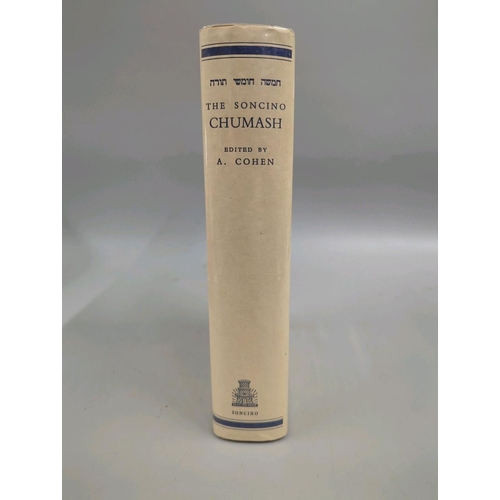 חמשה חומשי תורה
THE SONCINO
CHUMASH
EDITED BY
A. COHEN
SONCINO